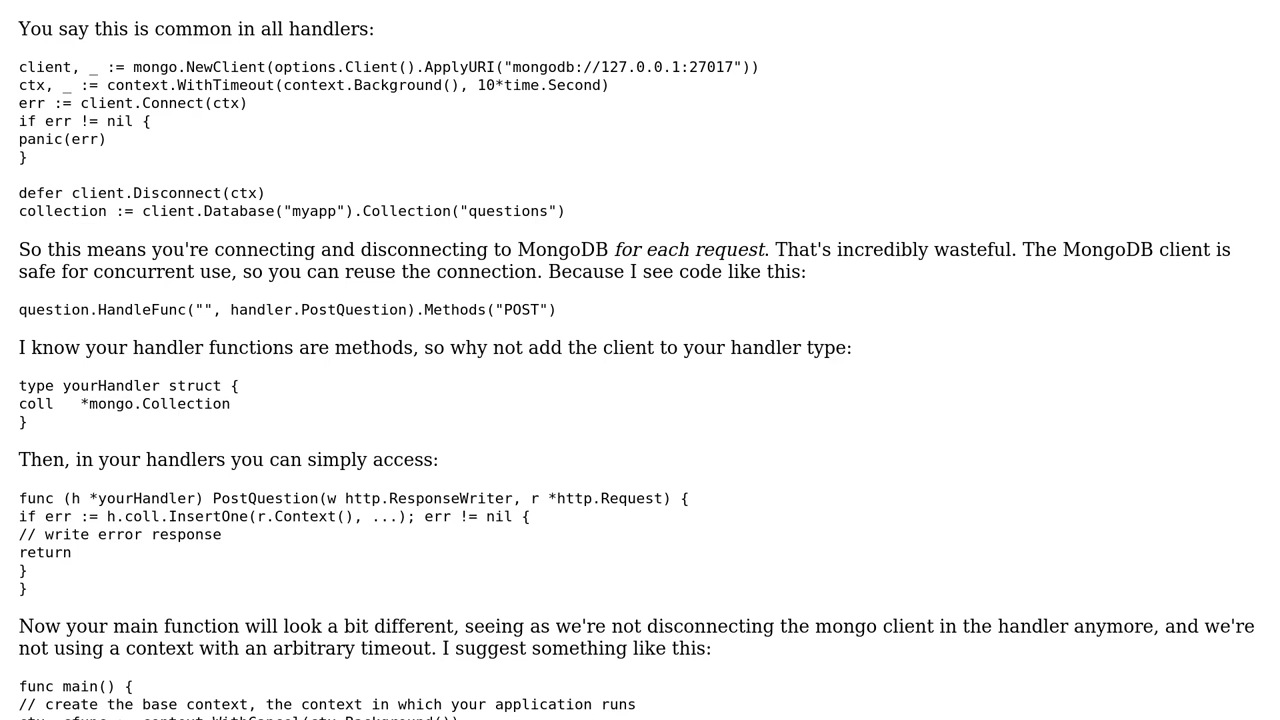 You say this is common in all handlers:
client, _ := mongo.NewClient(options.Client().ApplyURI("mongodb://127.0.0.1:27017"))
ctx, _ := context.WithTimeout(context.Background(), 10*time.Second)
err := client.Connect(ctx)
if err != nil {
panic(err)
}
defer client.Disconnect(ctx)
collection := client.Database("myapp").Collection("questions")
So this means you're connecting and disconnecting to MongoDB for each request. That's incredibly wasteful. The MongoDB client is
safe for concurrent use, so you can reuse the connection. Because I see code like this:
question.HandleFunc("", handler.PostQuestion).Methods("POST")
I know your handler functions are methods, so why not add the client to your handler type:
type yourHandler struct {
coll   *mongo.Collection
}
Then, in your handlers you can simply access:
func (h *yourHandler) PostQuestion(w http.ResponseWriter, r *http.Request) {
if err := h.coll.InsertOne(r.Context(), ...); err != nil {
// write error response
return
}
}
Now your main function will look a bit different, seeing as we're not disconnecting the mongo client in the handler anymore, and we're
not using a context with an arbitrary timeout. I suggest something like this:
func main() {
// create the base context, the context in which your application runs